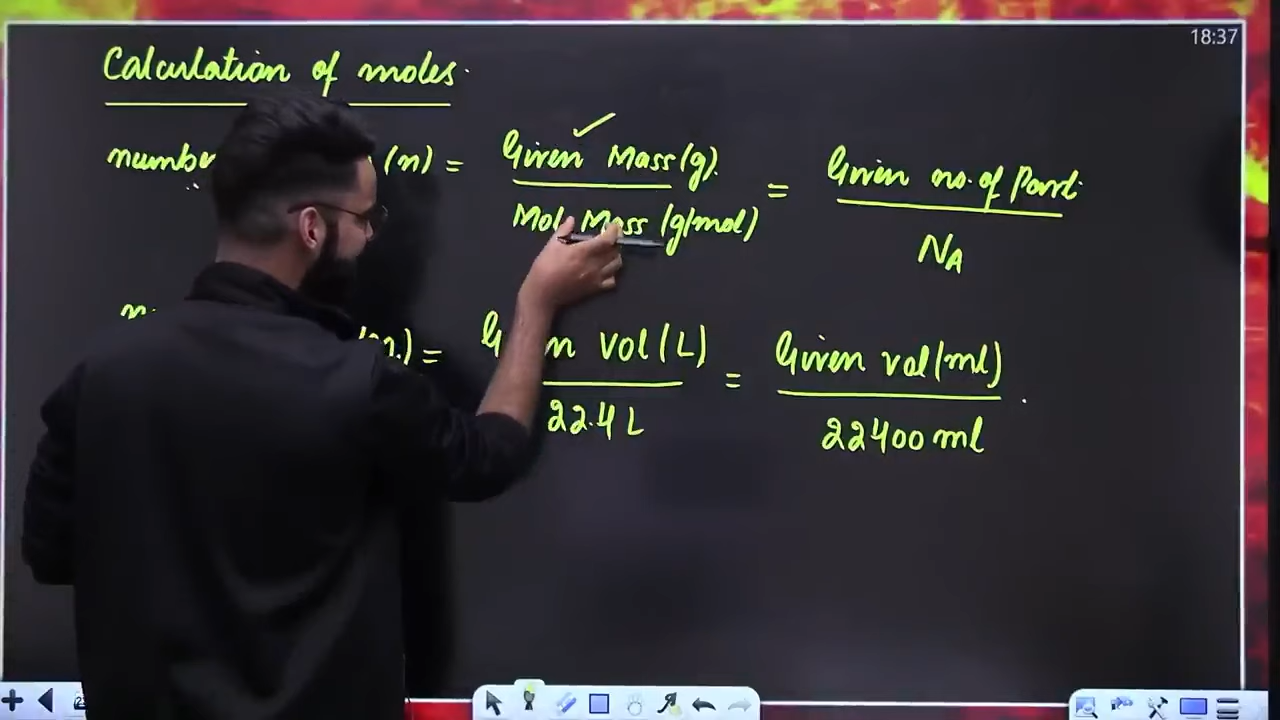 18:37
Calculation of moles.
(n) = Given Mass (g). = Given no. of Part.
Mol Mass (g/mol) NA
= Given vol (L) = Given vol (ml) .
22.4 L 22400 ml